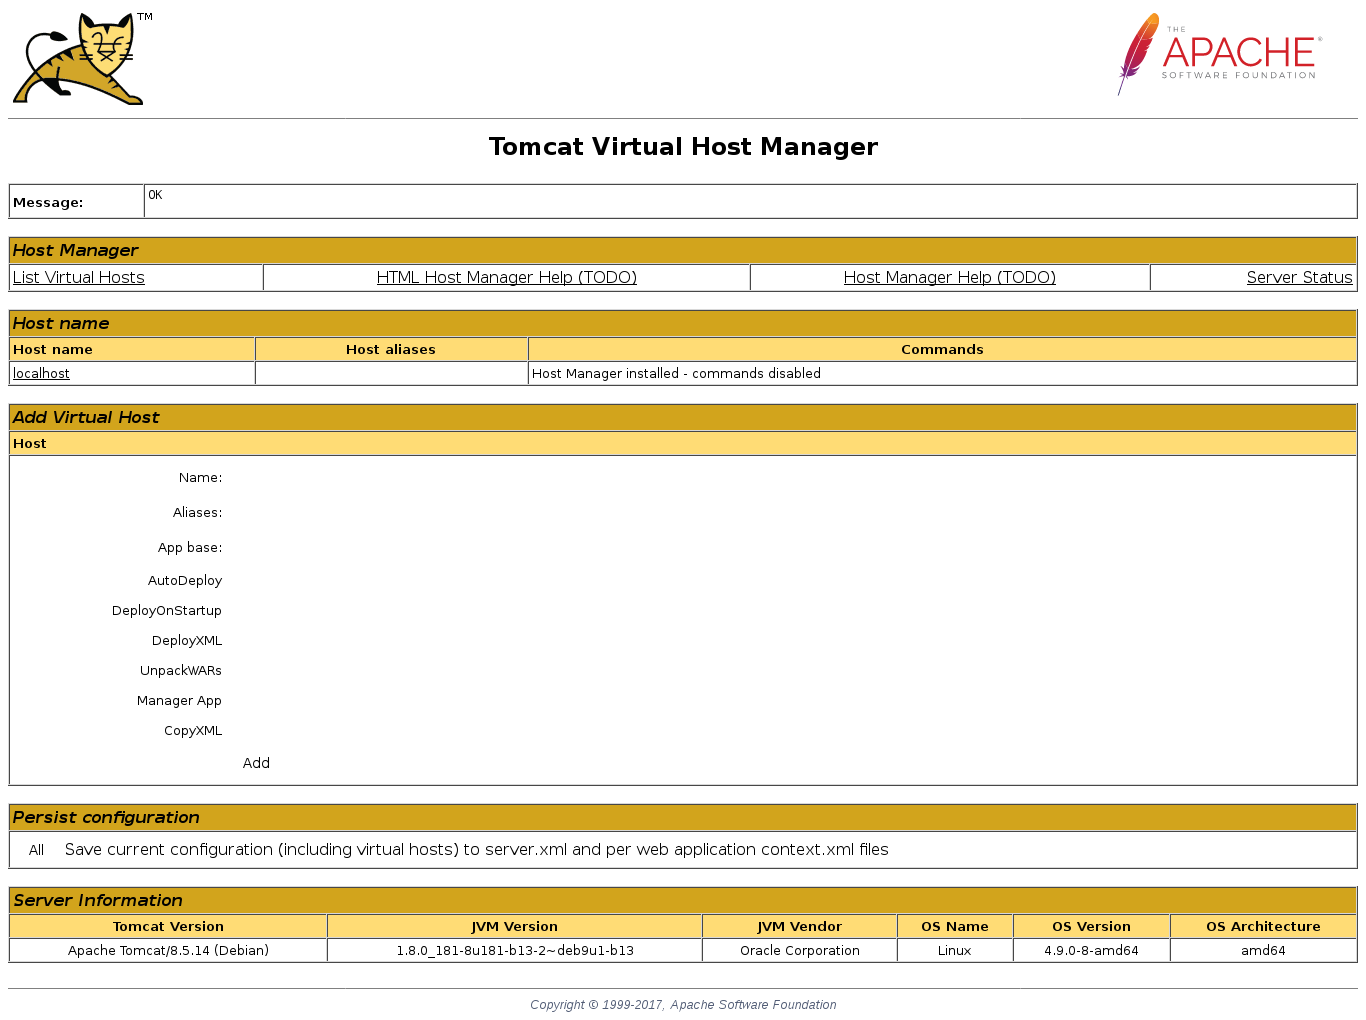 TM
THE
APACHE®
SOFTWARE FOUNDATION
Tomcat Virtual Host Manager
Message: OK
Host Manager
List Virtual Hosts HTML Host Manager Help (TODO) Host Manager Help (TODO) Server Status
Host name
Host name Host aliases Commands
localhost Host Manager installed - commands disabled
Add Virtual Host
Host
Name:
Aliases:
App base:
AutoDeploy
DeployOnStartup
DeployXML
UnpackWARs
Manager App
CopyXML
Add
Persist configuration
All Save current configuration (including virtual hosts) to server.xml and per web application context.xml files
Server Information
Tomcat Version JVM Version JVM Vendor OS Name OS Version OS Architecture
Apache Tomcat/8.5.14 (Debian) 1.8.0_181-8u181-b13-2~deb9u1-b13 Oracle Corporation Linux 4.9.0-8-amd64 amd64
Copyright © 1999-2017, Apache Software Foundation